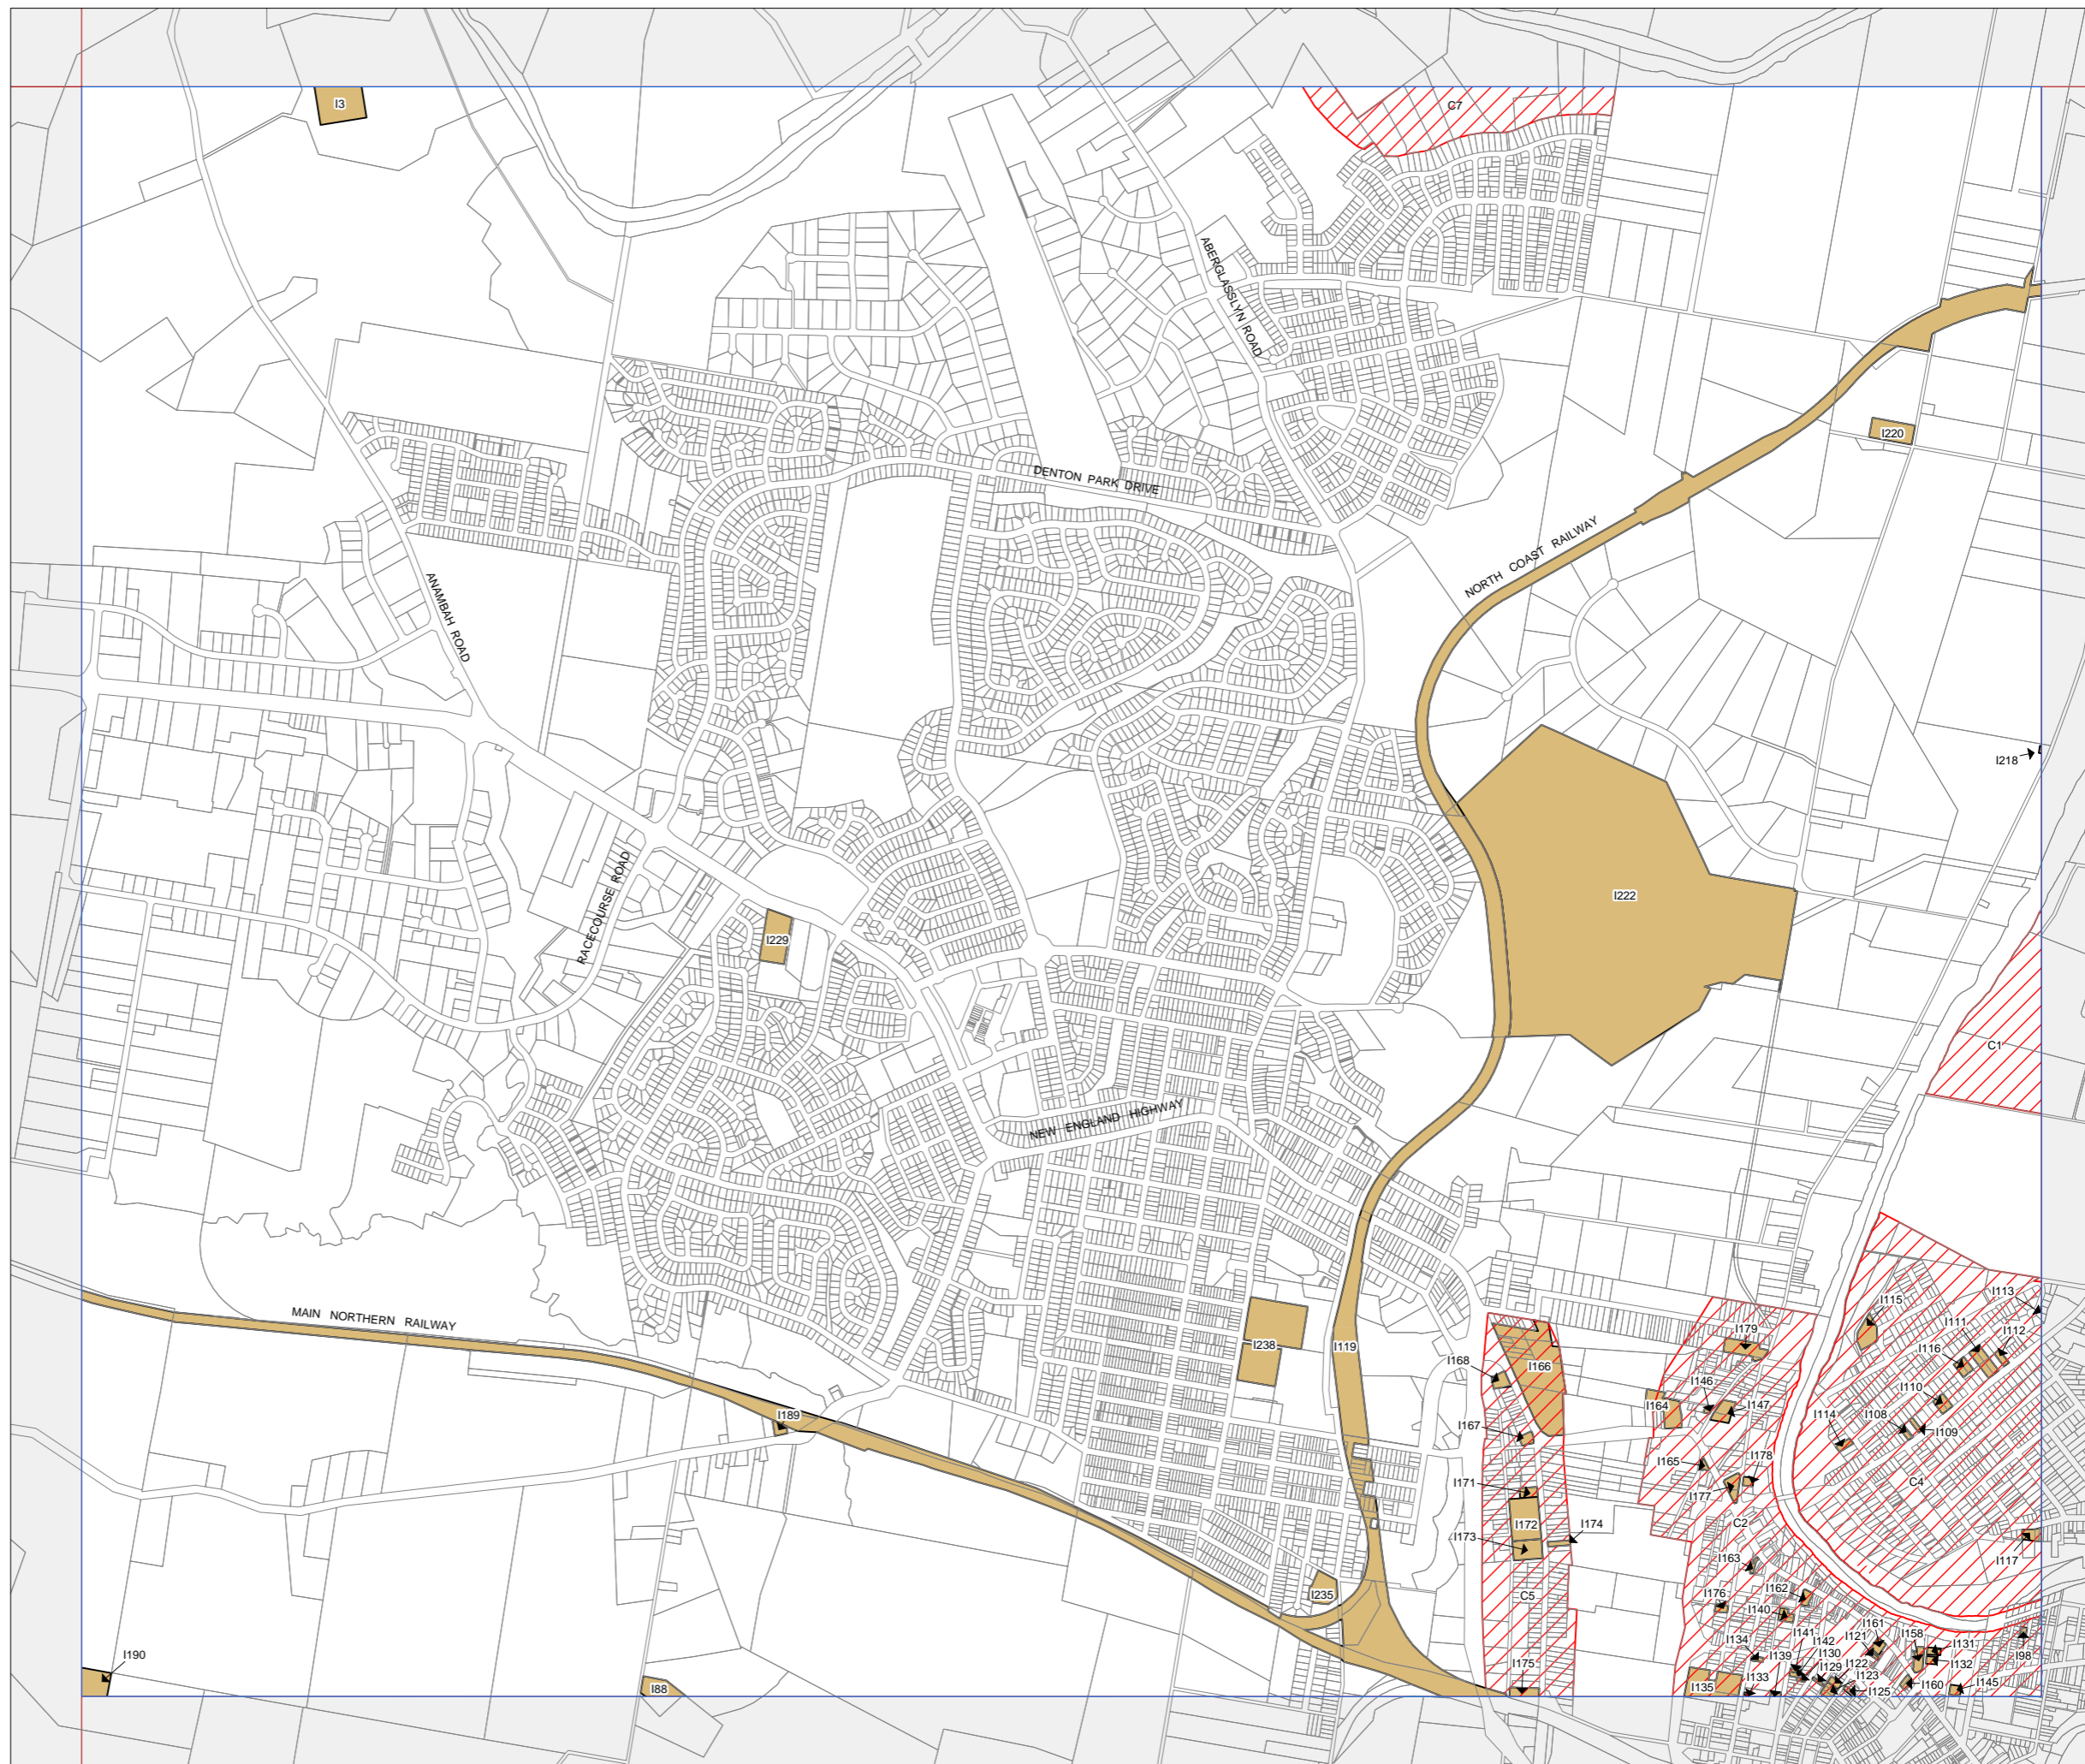 I3
C7
ABERGLASSLYN ROAD
I220
DENTON PARK DRIVE
NORTH COAST RAILWAY
ANAMBAH ROAD
I218
I222
RACECOURSE ROAD
I229
C1
NEW ENGLAND HIGHWAY
MAIN NORTHERN RAILWAY
I113
I115
I111
I112
I179
I238
I119
I116
I168
I166
I146
I110
I164
I147
I189
I114
I108
I109
I167
I178
I165
I171
I177
C4
C2
I172
I174
I173
I117
I163
I235
C5
I176
I162
I140
I161
I141
I121
I158
I134
I142
I131
I190
I139
I130
I98
I175
I129
I122
I132
I133
I123
I88
I135
I125
I160
I145